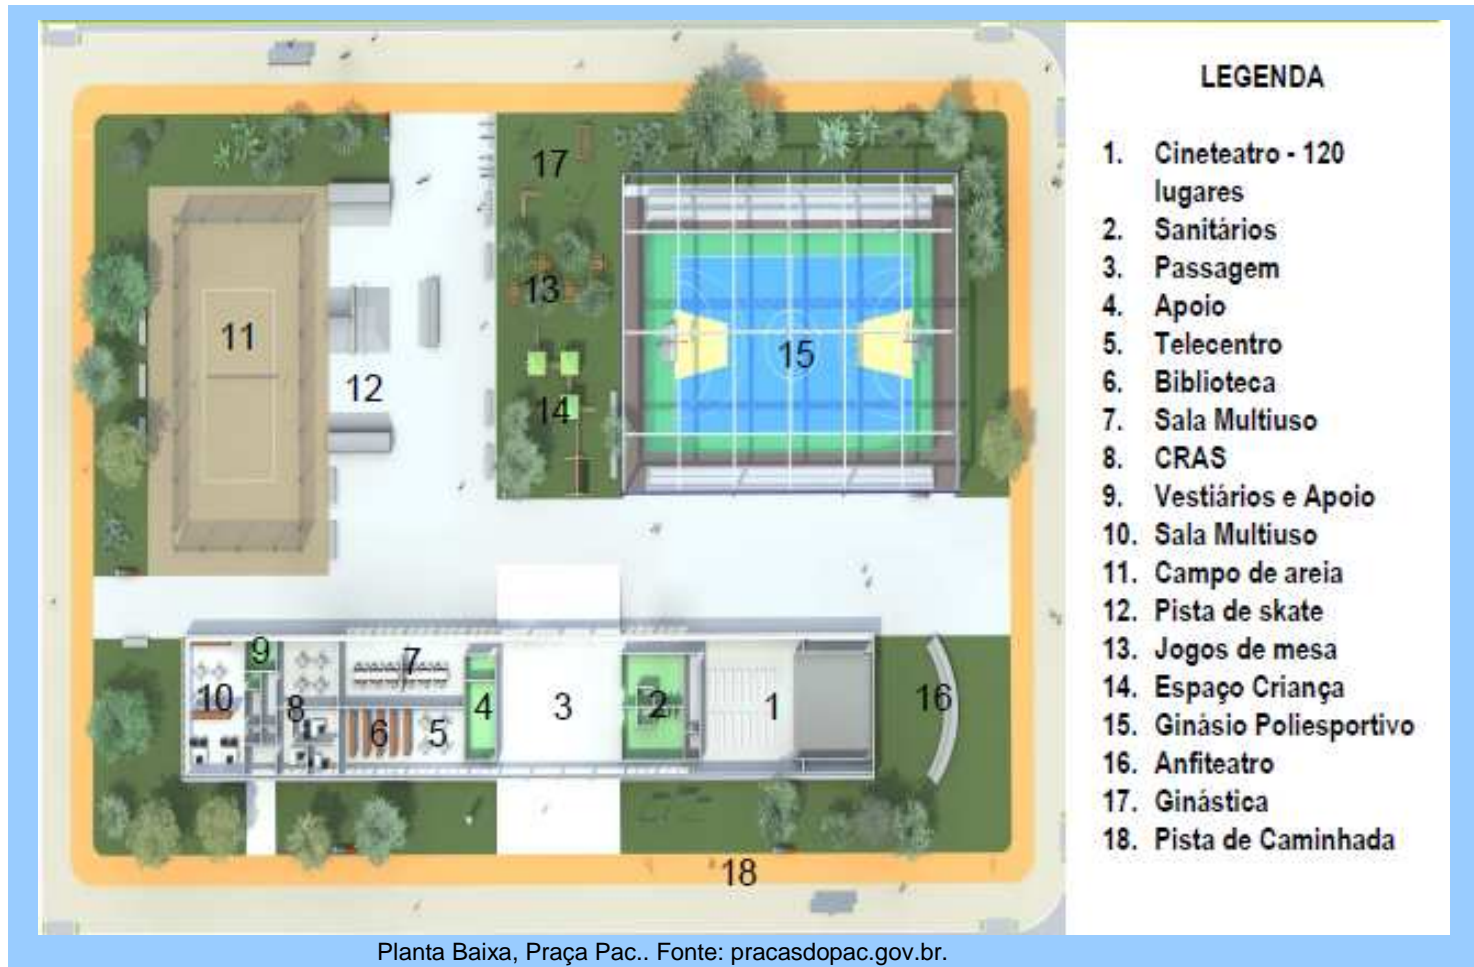 LEGENDA
1. Cineteatro - 120
lugares
2. Sanitários
3. Passagem
4. Apoio
5. Telecentro
6. Biblioteca
7. Sala Multiuso
8. CRAS
9. Vestiários e Apoio
10. Sala Multiuso
11. Campo de areia
12. Pista de skate
13. Jogos de mesa
14. Espaço Criança
15. Ginásio Poliesportivo
16. Anfiteatro
17. Ginástica
18. Pista de Caminhada
17
13
11
15
12
14
9
7
10
8
6
5
4
3
2
1
16
18
Planta Baixa, Praça Pac.. Fonte: pracasdopac.gov.br.